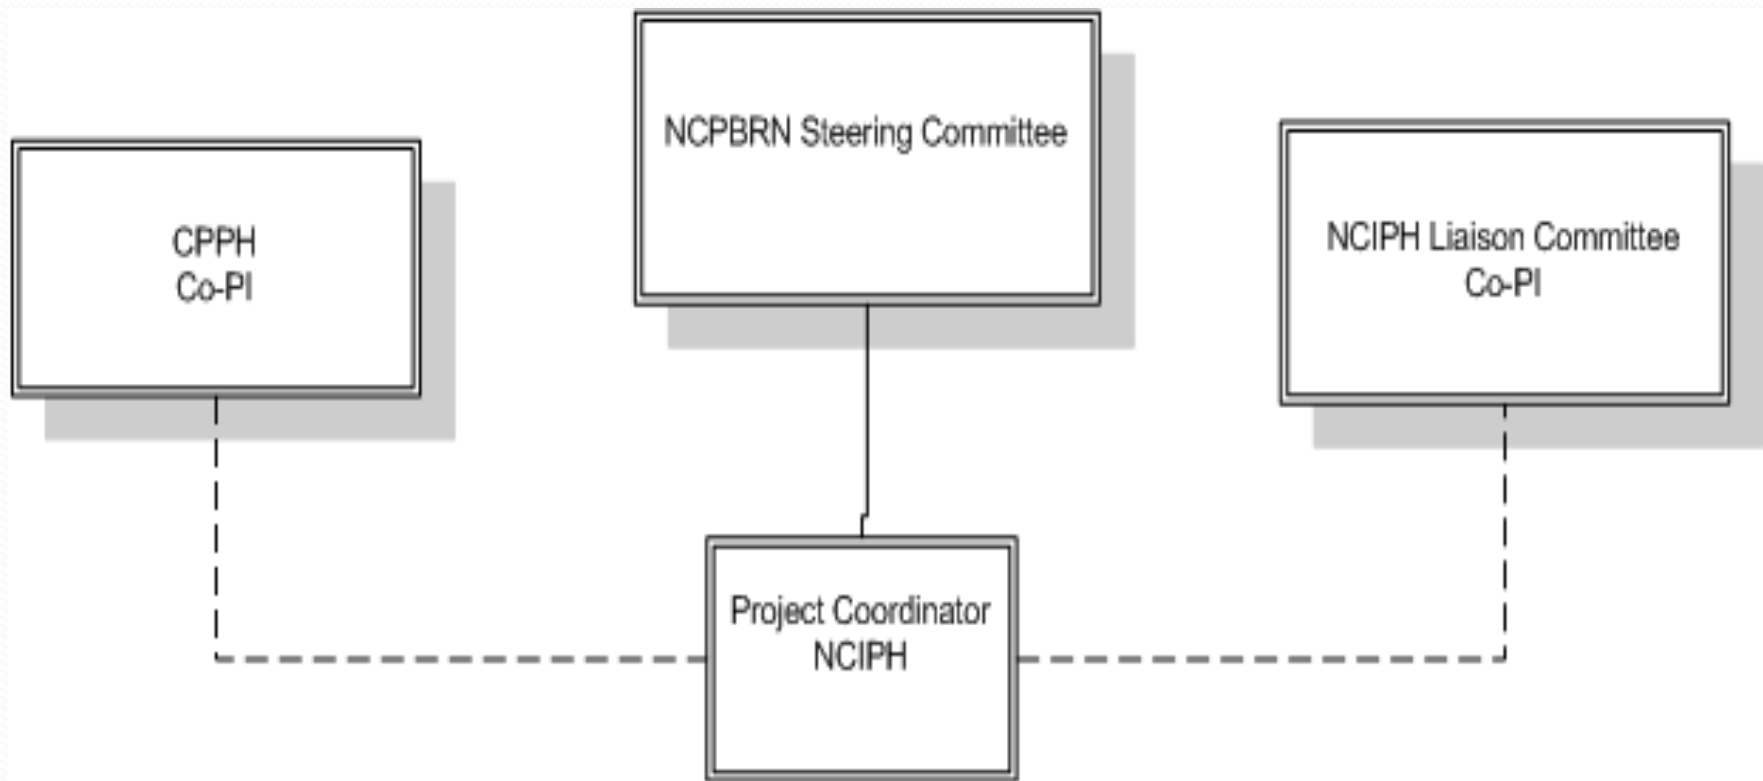 NCPBRN Steering Committee
CPPH
Co-PI
NCIPH Liaison Committee
Co-PI
Project Coordinator
NCIPH